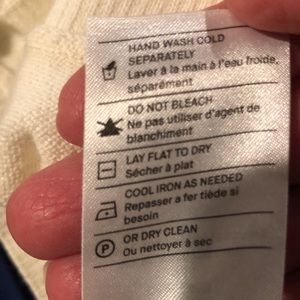 HAND WASH COLD
SEPARATELY
Laver à la main à l'eau froide,
séparément
DO NOT BLEACH
Ne pas utiliser d'agent de
blanchiment
LAY FLAT TO DRY
Sécher à plat
COOL IRON AS NEEDED
Repasser a fer tiède si
besoin
P
OR DRY CLEAN
Ou nettoyer à sec